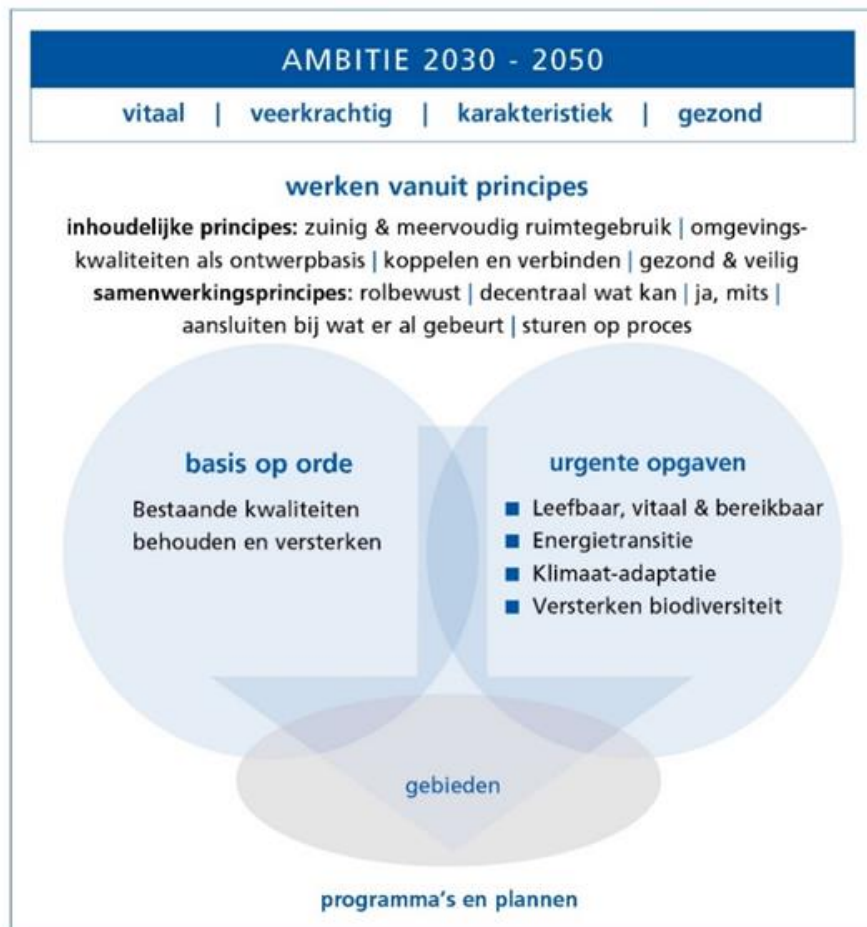 AMBITIE 2030 - 2050
vitaal | veerkrachtig | karakteristiek | gezond
werken vanuit principes
inhoudelijke principes: zuinig & meervoudig ruimtegebruik | omgevings-
kwaliteiten als ontwerpbasis | koppelen en verbinden | gezond & veilig
samenwerkingsprincipes: rolbewust | decentraal wat kan | ja, mits |
aansluiten bij wat er al gebeurt | sturen op proces
basis op orde
Bestaande kwaliteiten
behouden en versterken
urgente opgaven
■ Leefbaar, vitaal & bereikbaar
■ Energietransitie
■ Klimaat-adaptatie
■ Versterken biodiversiteit
gebieden
programma's en plannen